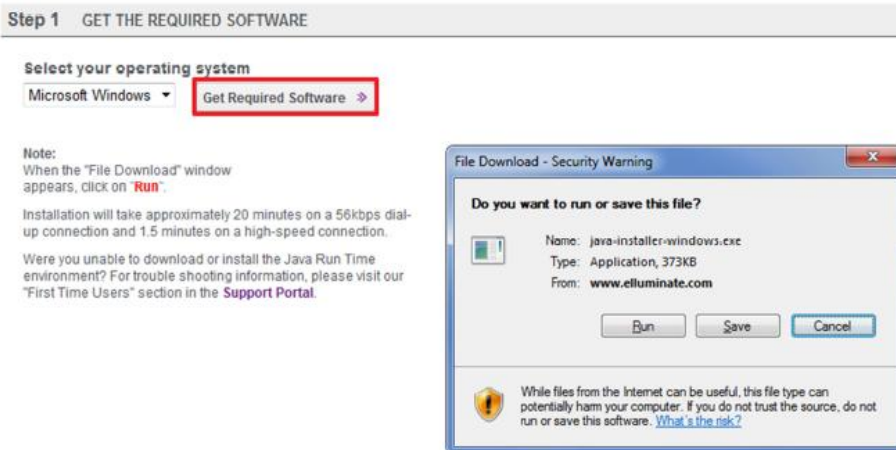 Step 1 GET THE REQUIRED SOFTWARE
Select your operating system
Microsoft Windows
Get Required Software »
Note:
When the "File Download" window
appears, click on "Run".
Installation will take approximately 20 minutes on a 56kbps dial-
up connection and 1.5 minutes on a high-speed connection.
Were you unable to download or install the Java Run Time
environment? For trouble shooting information, please visit our
"First Time Users" section in the Support Portal.
File Download - Security Warning
Do you want to run or save this file?
Name: java-installer-windows.exe
Type: Application, 373KB
From: www.elluminate.com
Run
Save
Cancel
While files from the Internet can be useful, this file type can
potentially harm your computer. If you do not trust the source, do not
run or save this software. What's the risk?